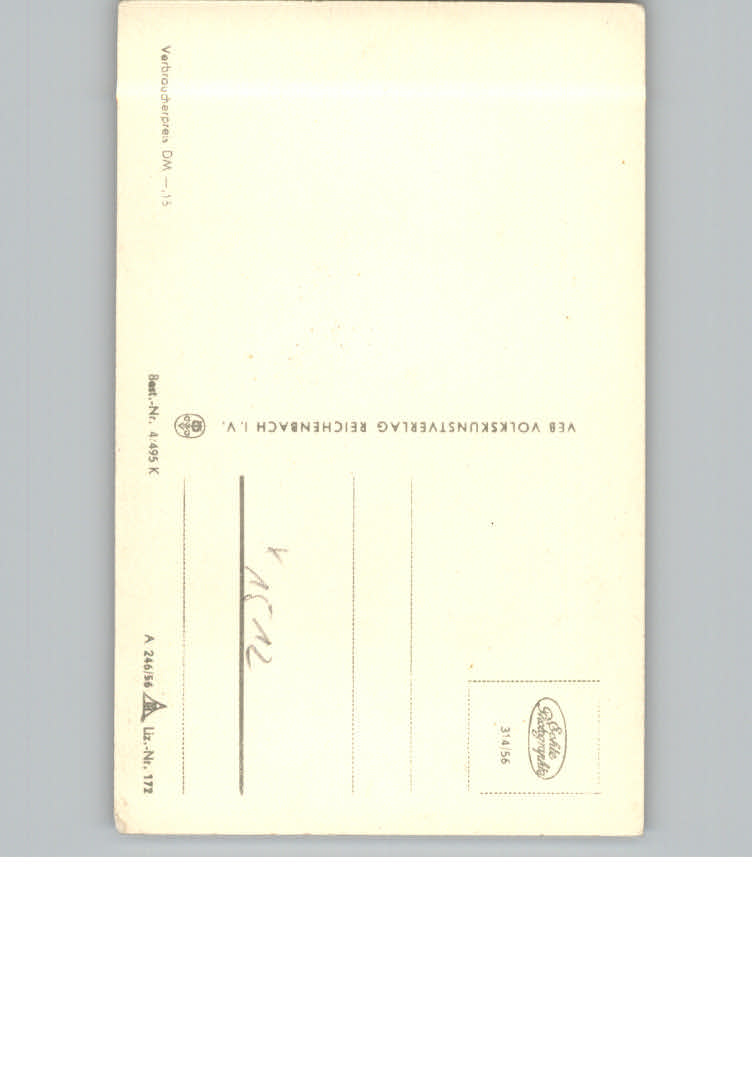 Verbraucherpreis DM —,15
Best.-Nr. 4/495 K
VEB VOLKSKUNSTVERLAG REICHENBACH I. V.
1512
A 246/56 Liz.-Nr. 172
Echte
Photographie
314/56